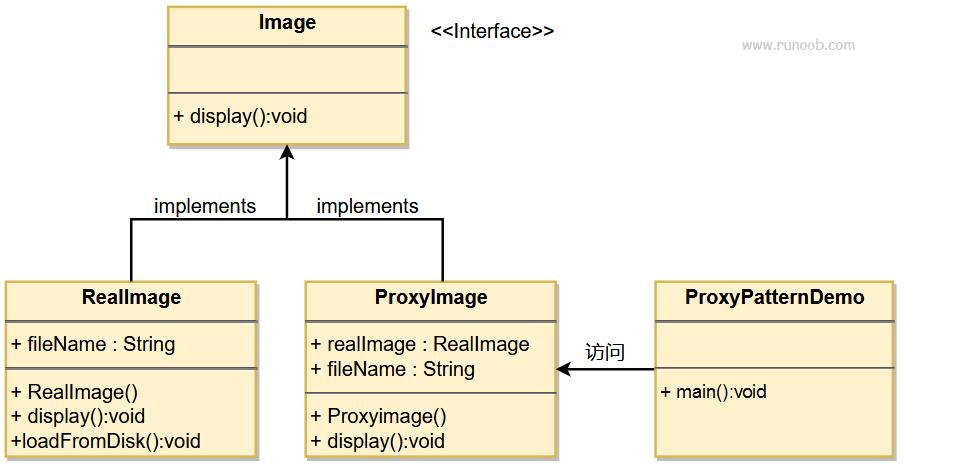 Image
<<Interface>>
www.runoob.com
+ display():void
implements
implements
RealImage
+ fileName : String
+ RealImage()
+ display():void
+loadFromDisk():void
ProxyImage
+ realImage : RealImage
+ fileName : String
+ Proxyimage()
+ display():void
访问
ProxyPatternDemo
+ main():void